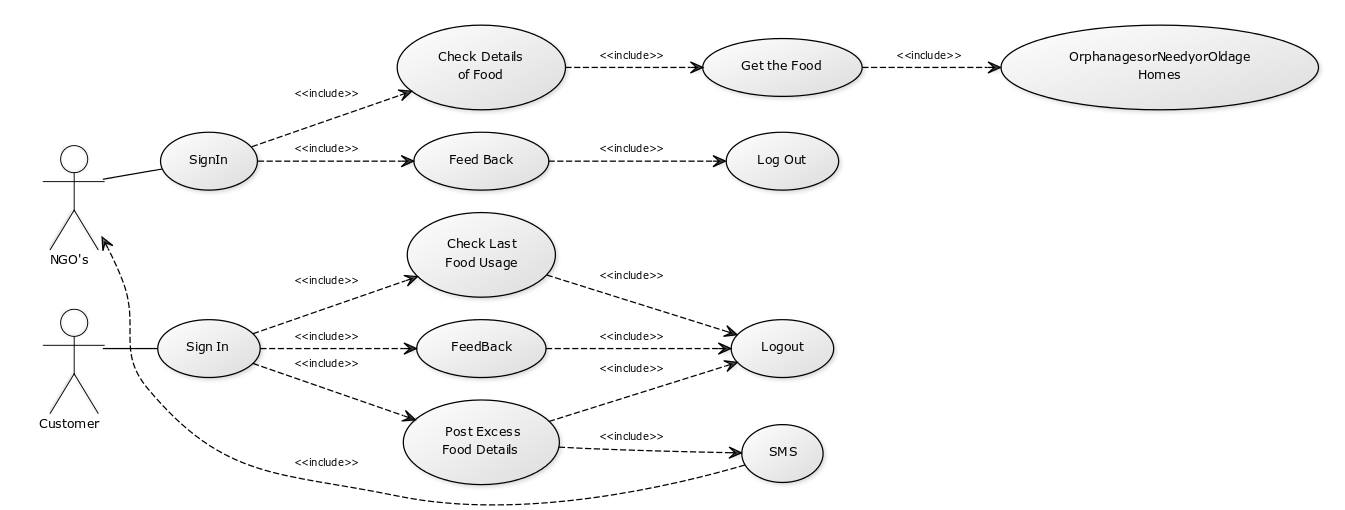 Check Details
of Food
<<include>>
Get the Food
<<include>>
OrphanagesorNeedyorOldage
Homes
<<include>>
SignIn
<<include>>
Feed Back
<<include>>
Log Out
NGO's
Check Last
Food Usage
<<include>>
<<include>>
Customer
Sign In
<<include>>
FeedBack
<<include>>
Logout
<<include>>
<<include>>
Post Excess
Food Details
<<include>>
SMS
<<include>>